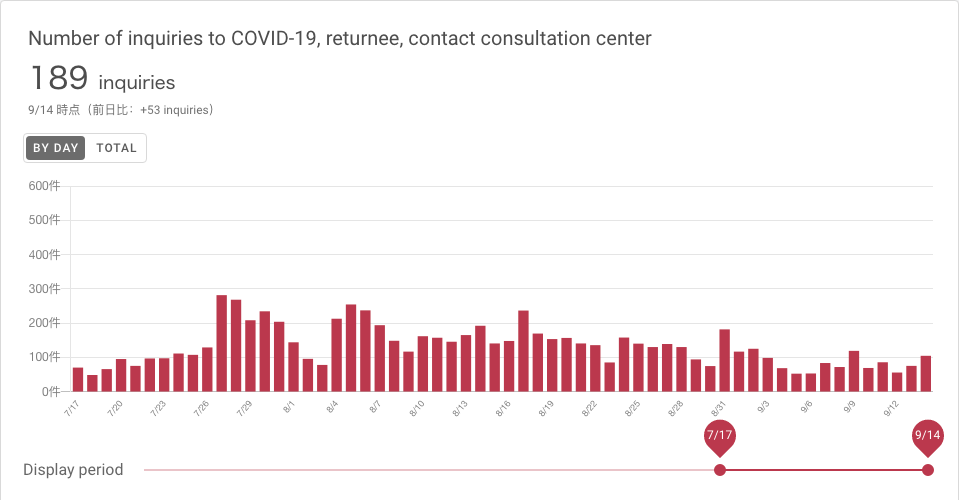 Number of inquiries to COVID-19, returnee, contact consultation center
189 inquiries
9/14 時点（前日比：+53 inquiries）
BY DAY TOTAL
600件
500件
400件
300件
200件
100件
0件
7/17 7/20 7/23 7/26 7/29 8/1 8/4 8/7 8/10 8/13 8/16 8/19 8/22 8/25 8/28 8/31 9/3 9/6 9/9 9/12
7/17 9/14
Display period